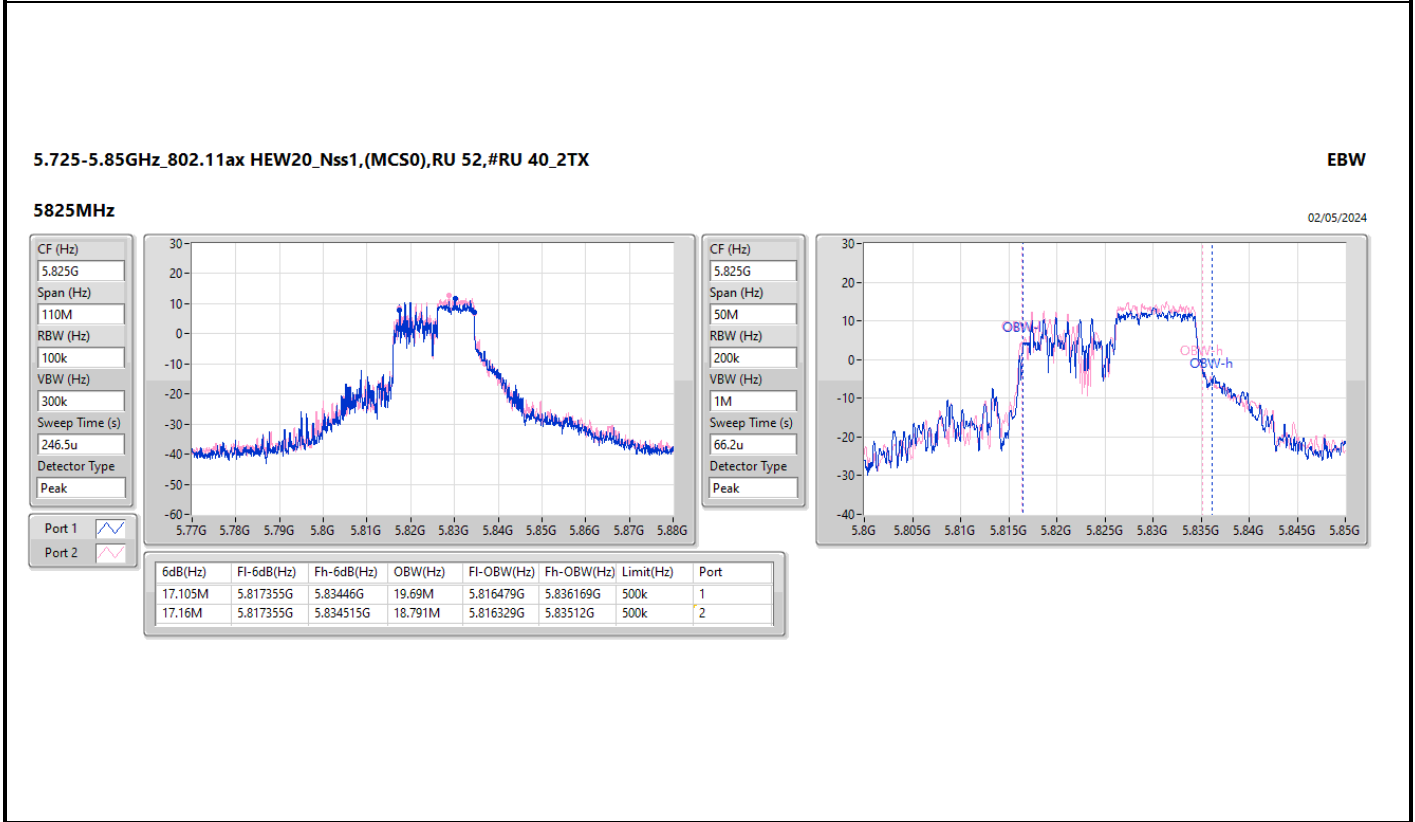 5.725-5.85GHz_802.11ax HEW20_Nss1,(MCS0),RU 52,#RU 40_2TX EBW
5825MHz 02/05/2024
CF (Hz)
5.825G
Span (Hz)
110M
RBW (Hz)
100k
VBW (Hz)
300k
Sweep Time (s)
246.5u
Detector Type
Peak
Port 1
Port 2
30
20
10
0
-10
-20
-30
-40
-50
-60
5.77G 5.78G 5.79G 5.8G 5.81G 5.82G 5.83G 5.84G 5.85G 5.86G 5.87G 5.88G
CF (Hz)
5.825G
Span (Hz)
50M
RBW (Hz)
200k
VBW (Hz)
1M
Sweep Time (s)
66.2u
Detector Type
Peak
30
20
10
0
-10
-20
-30
-40
OBW-h
OBW-h
5.8G 5.805G 5.81G 5.815G 5.82G 5.825G 5.83G 5.835G 5.84G 5.845G 5.85G
6dB(Hz) Fl-6dB(Hz) Fh-6dB(Hz) OBW(Hz) Fl-OBW(Hz) Fh-OBW(Hz) Limit(Hz) Port
17.105M 5.817355G 5.83446G 19.69M 5.816479G 5.836169G 500k 1
17.16M 5.817355G 5.834515G 18.791M 5.816329G 5.83512G 500k 2